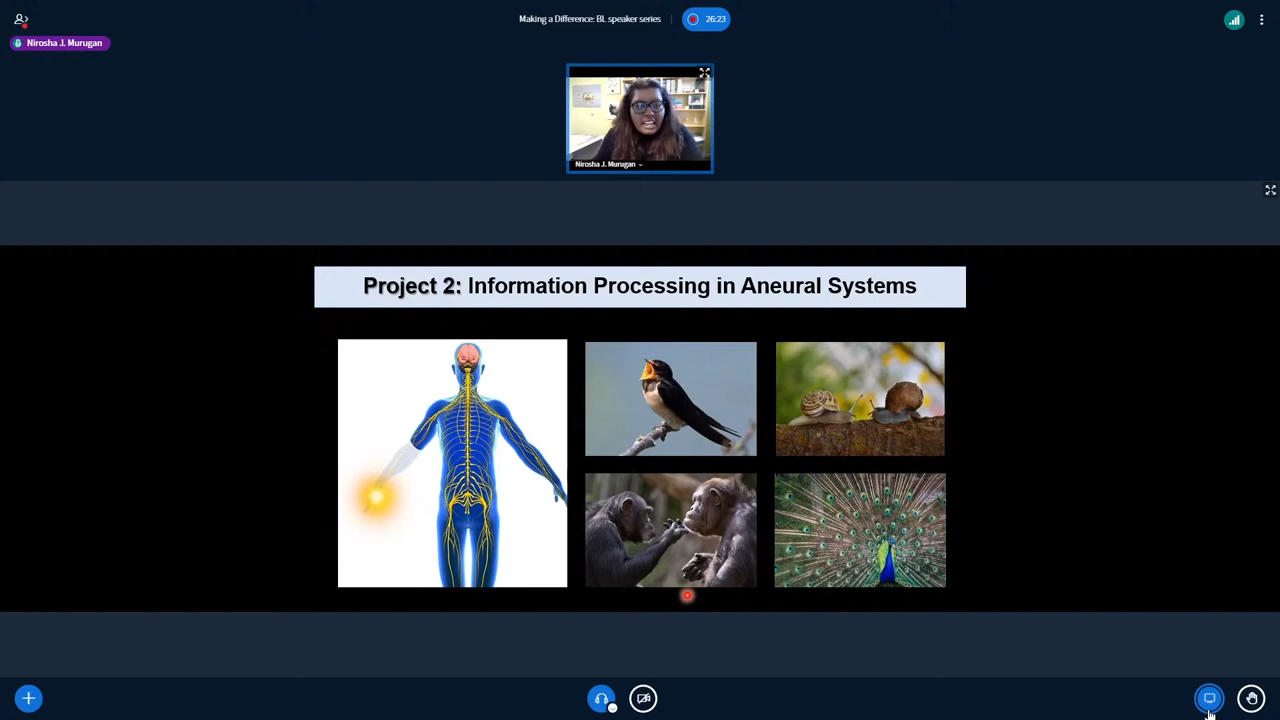 Making a Difference: BL speaker series
26:23
Nirosha J. Murugan
Nirosha J. Murugan
Project 2: Information Processing in Aneural Systems